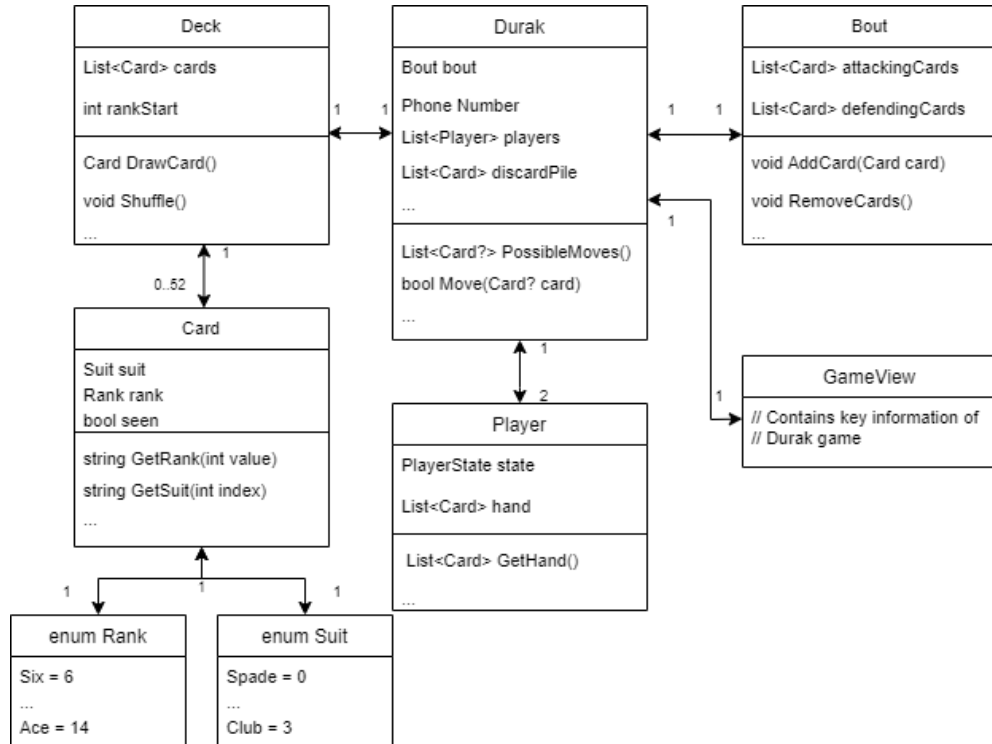 Deck
List<Card> cards
int rankStart
Card DrawCard()
void Shuffle()
...
1
1
Durak
Bout bout
Phone Number
List<Player> players
List<Card> discardPile
...
List<Card?> PossibleMoves()
bool Move(Card? card)
...
1
1
Bout
List<Card> attackingCards
List<Card> defendingCards
void AddCard(Card card)
void RemoveCards()
...
1
0..52
Card
Suit suit
Rank rank
bool seen
string GetRank(int value)
string GetSuit(int index)
...
1
2
Player
PlayerState state
List<Card> hand
List<Card> GetHand()
...
1
1
GameView
// Contains key information of
// Durak game
1
1
1
enum Rank
Six = 6
...
Ace = 14
enum Suit
Spade = 0
...
Club = 3